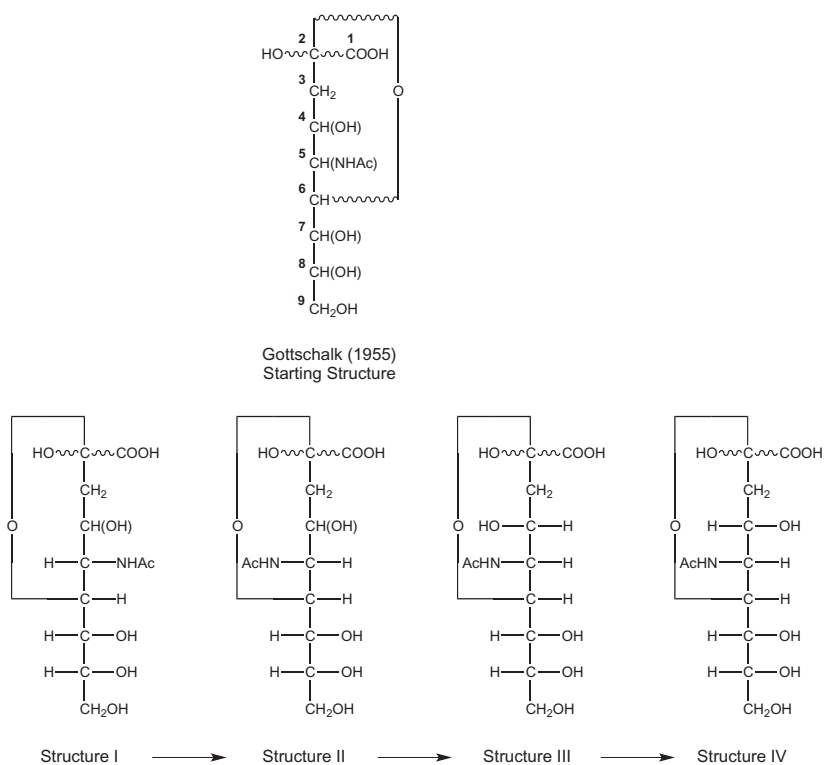 2 1
HO C COOH
3
CH₂ O
4
CH(OH)
5
CH(NHAc)
6
CH
7
CH(OH)
8
CH(OH)
9
CH₂OH
Gottschalk (1955)
Starting Structure
HO C COOH HO C COOH HO C COOH HO C COOH
CH₂ CH₂ CH₂ CH₂
O CH(OH) O CH(OH) O HO C H O H C OH
H C NHAc AcHN C H AcHN C H AcHN C H
C H C H C H C H
H C OH H C OH H C OH H C OH
H C OH H C OH H C OH H C OH
CH₂OH CH₂OH CH₂OH CH₂OH
Structure I Structure II Structure III Structure IV